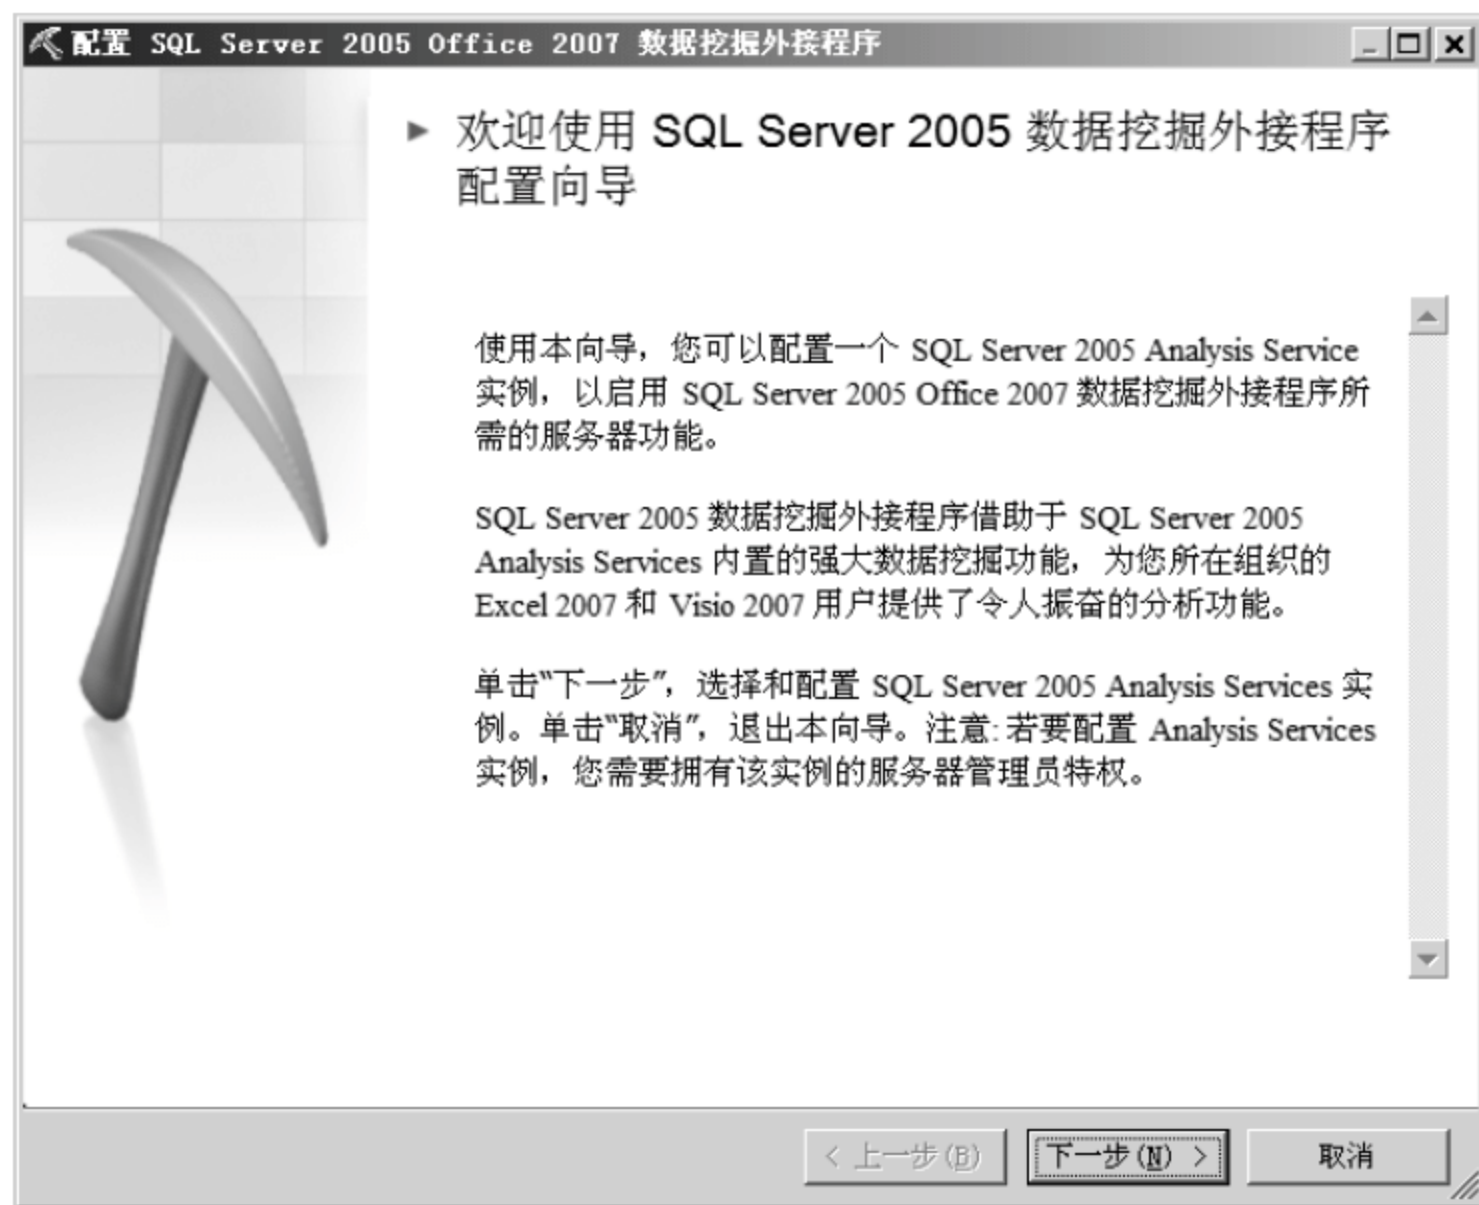 配置 SQL Server 2005 Office 2007 数据挖掘外接程序
欢迎使用 SQL Server 2005 数据挖掘外接程序
配置向导
使用本向导，您可以配置一个 SQL Server 2005 Analysis Service
实例，以启用 SQL Server 2005 Office 2007 数据挖掘外接程序所
需的服务器功能。
SQL Server 2005 数据挖掘外接程序借助于 SQL Server 2005
Analysis Services 内置的强大数据挖掘功能，为您所在组织的
Excel 2007 和 Visio 2007 用户提供了令人振奋的分析功能。
单击“下一步”，选择和配置 SQL Server 2005 Analysis Services 实
例。单击“取消”，退出本向导。注意: 若要配置 Analysis Services
实例，您需要拥有该实例的服务器管理员特权。
< 上一步(B)
下一步(N) >
取消